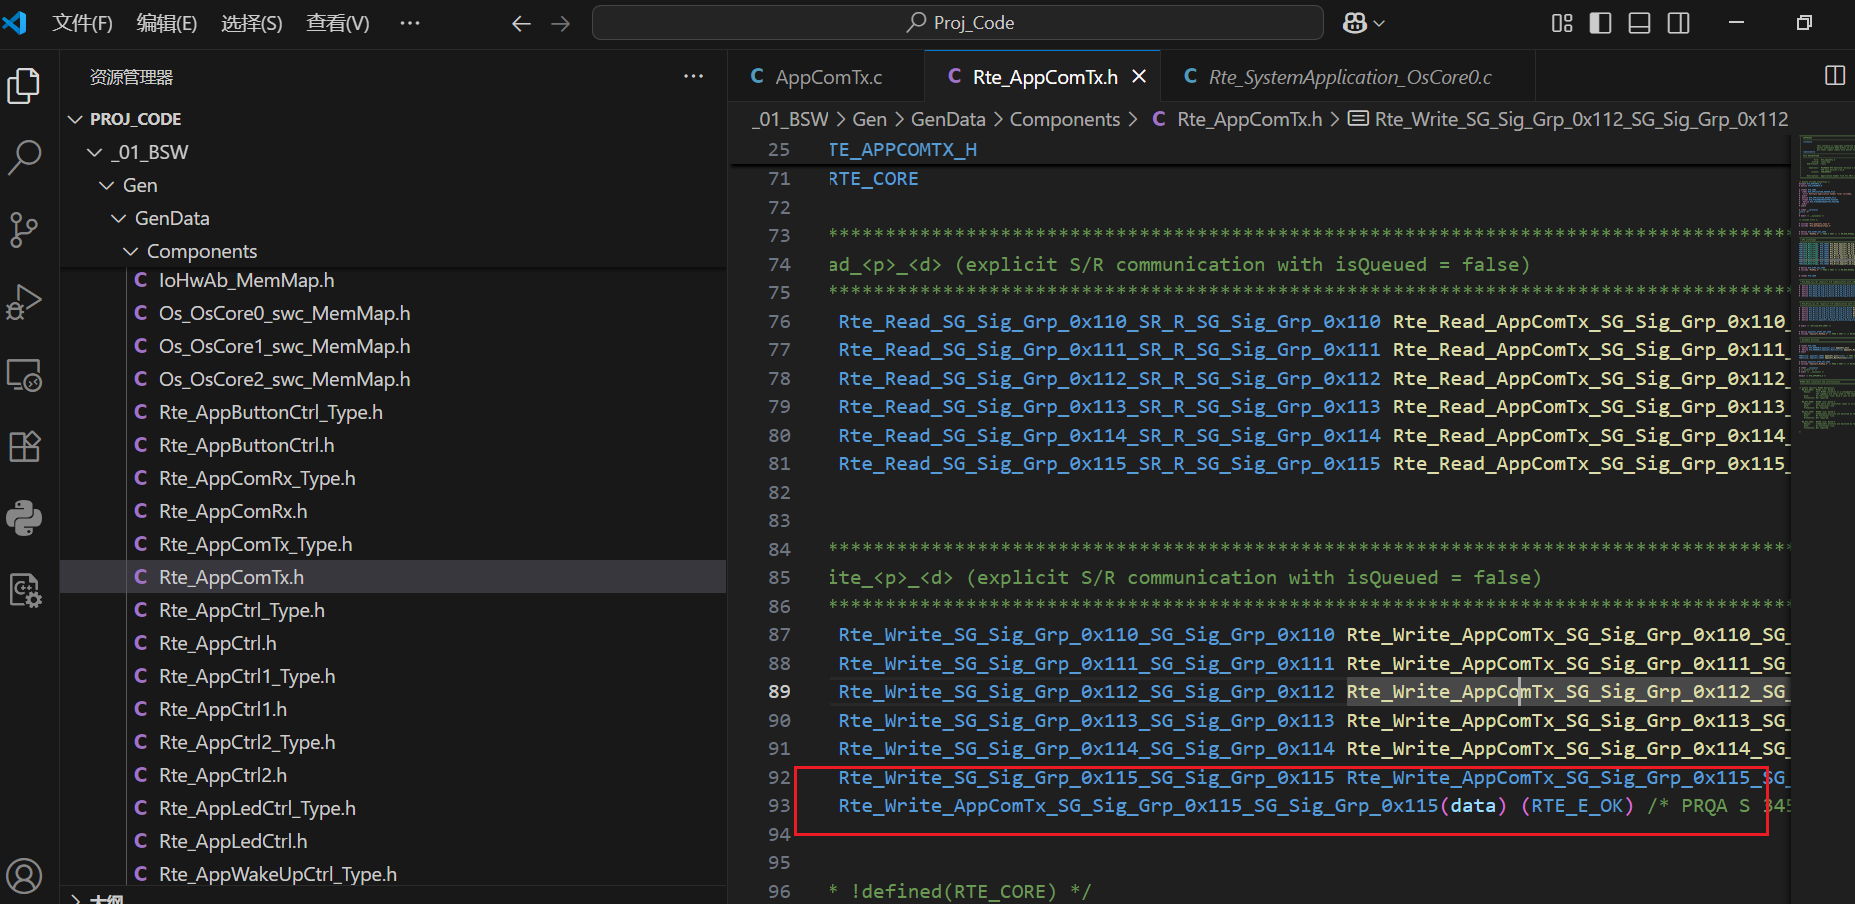 文件(F) 编辑(E) 选择(S) 查看(V) ··· Proj_Code
资源管理器 ···
AppComTx.c Rte_AppComTx.h Rte_SystemApplication_OsCore0.c
_01_BSW > Gen > GenData > Components > C Rte_AppComTx.h > Rte_Write_SG_Sig_Grp_0x112_SG_Sig_Grp_0x112
PROJ_CODE
_01_BSW
Gen
GenData
Components
C IoHwAb_MemMap.h
C Os_OsCore0_swc_MemMap.h
C Os_OsCore1_swc_MemMap.h
C Os_OsCore2_swc_MemMap.h
C Rte_AppButtonCtrl_Type.h
C Rte_AppButtonCtrl.h
C Rte_AppComRx_Type.h
C Rte_AppComRx.h
C Rte_AppComTx_Type.h
C Rte_AppComTx.h
C Rte_AppCtrl_Type.h
C Rte_AppCtrl.h
C Rte_AppCtrl1_Type.h
C Rte_AppCtrl1.h
C Rte_AppCtrl2_Type.h
C Rte_AppCtrl2.h
C Rte_AppLedCtrl_Type.h
C Rte_AppLedCtrl.h
C Rte_AppWakeUpCtrl_Type.h
大纲
25 TE_APPCOMTX_H
71 RTE_CORE
72
73 *************************************************************************************
74 ad_<p>_<d> (explicit S/R communication with isQueued = false)
75 *************************************************************************************
76 Rte_Read_SG_Sig_Grp_0x110_SR_R_SG_Sig_Grp_0x110 Rte_Read_AppComTx_SG_Sig_Grp_0x110_
77 Rte_Read_SG_Sig_Grp_0x111_SR_R_SG_Sig_Grp_0x111 Rte_Read_AppComTx_SG_Sig_Grp_0x111_
78 Rte_Read_SG_Sig_Grp_0x112_SR_R_SG_Sig_Grp_0x112 Rte_Read_AppComTx_SG_Sig_Grp_0x112_
79 Rte_Read_SG_Sig_Grp_0x113_SR_R_SG_Sig_Grp_0x113 Rte_Read_AppComTx_SG_Sig_Grp_0x113_
80 Rte_Read_SG_Sig_Grp_0x114_SR_R_SG_Sig_Grp_0x114 Rte_Read_AppComTx_SG_Sig_Grp_0x114_
81 Rte_Read_SG_Sig_Grp_0x115_SR_R_SG_Sig_Grp_0x115 Rte_Read_AppComTx_SG_Sig_Grp_0x115_
82
83
84 *************************************************************************************
85 ite_<p>_<d> (explicit S/R communication with isQueued = false)
86 *************************************************************************************
87 Rte_Write_SG_Sig_Grp_0x110_SG_Sig_Grp_0x110 Rte_Write_AppComTx_SG_Sig_Grp_0x110_SG_
88 Rte_Write_SG_Sig_Grp_0x111_SG_Sig_Grp_0x111 Rte_Write_AppComTx_SG_Sig_Grp_0x111_SG_
89 Rte_Write_SG_Sig_Grp_0x112_SG_Sig_Grp_0x112 Rte_Write_AppComTx_SG_Sig_Grp_0x112_SG_
90 Rte_Write_SG_Sig_Grp_0x113_SG_Sig_Grp_0x113 Rte_Write_AppComTx_SG_Sig_Grp_0x113_SG_
91 Rte_Write_SG_Sig_Grp_0x114_SG_Sig_Grp_0x114 Rte_Write_AppComTx_SG_Sig_Grp_0x114_SG_
92 Rte_Write_SG_Sig_Grp_0x115_SG_Sig_Grp_0x115 Rte_Write_AppComTx_SG_Sig_Grp_0x115_SG_
93 Rte_Write_AppComTx_SG_Sig_Grp_0x115_SG_Sig_Grp_0x115(data) (RTE_E_OK) /* PRQA S 345
94
95
96 * !defined(RTE_CORE) */